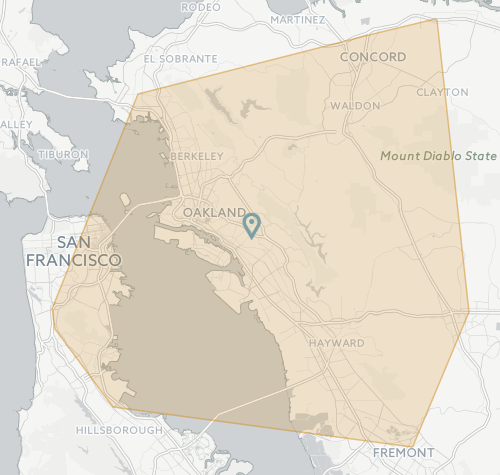 RODEO
MARTINEZ
EL SOBRANTE
CONCORD
RAFAEL
CLAYTON
WALDON
ALLEY
TIBURON
BERKELEY
Mount Diablo State
OAKLAND
SAN
FRANCISCO
HAYWARD
HILLSBOROUGH
FREMONT